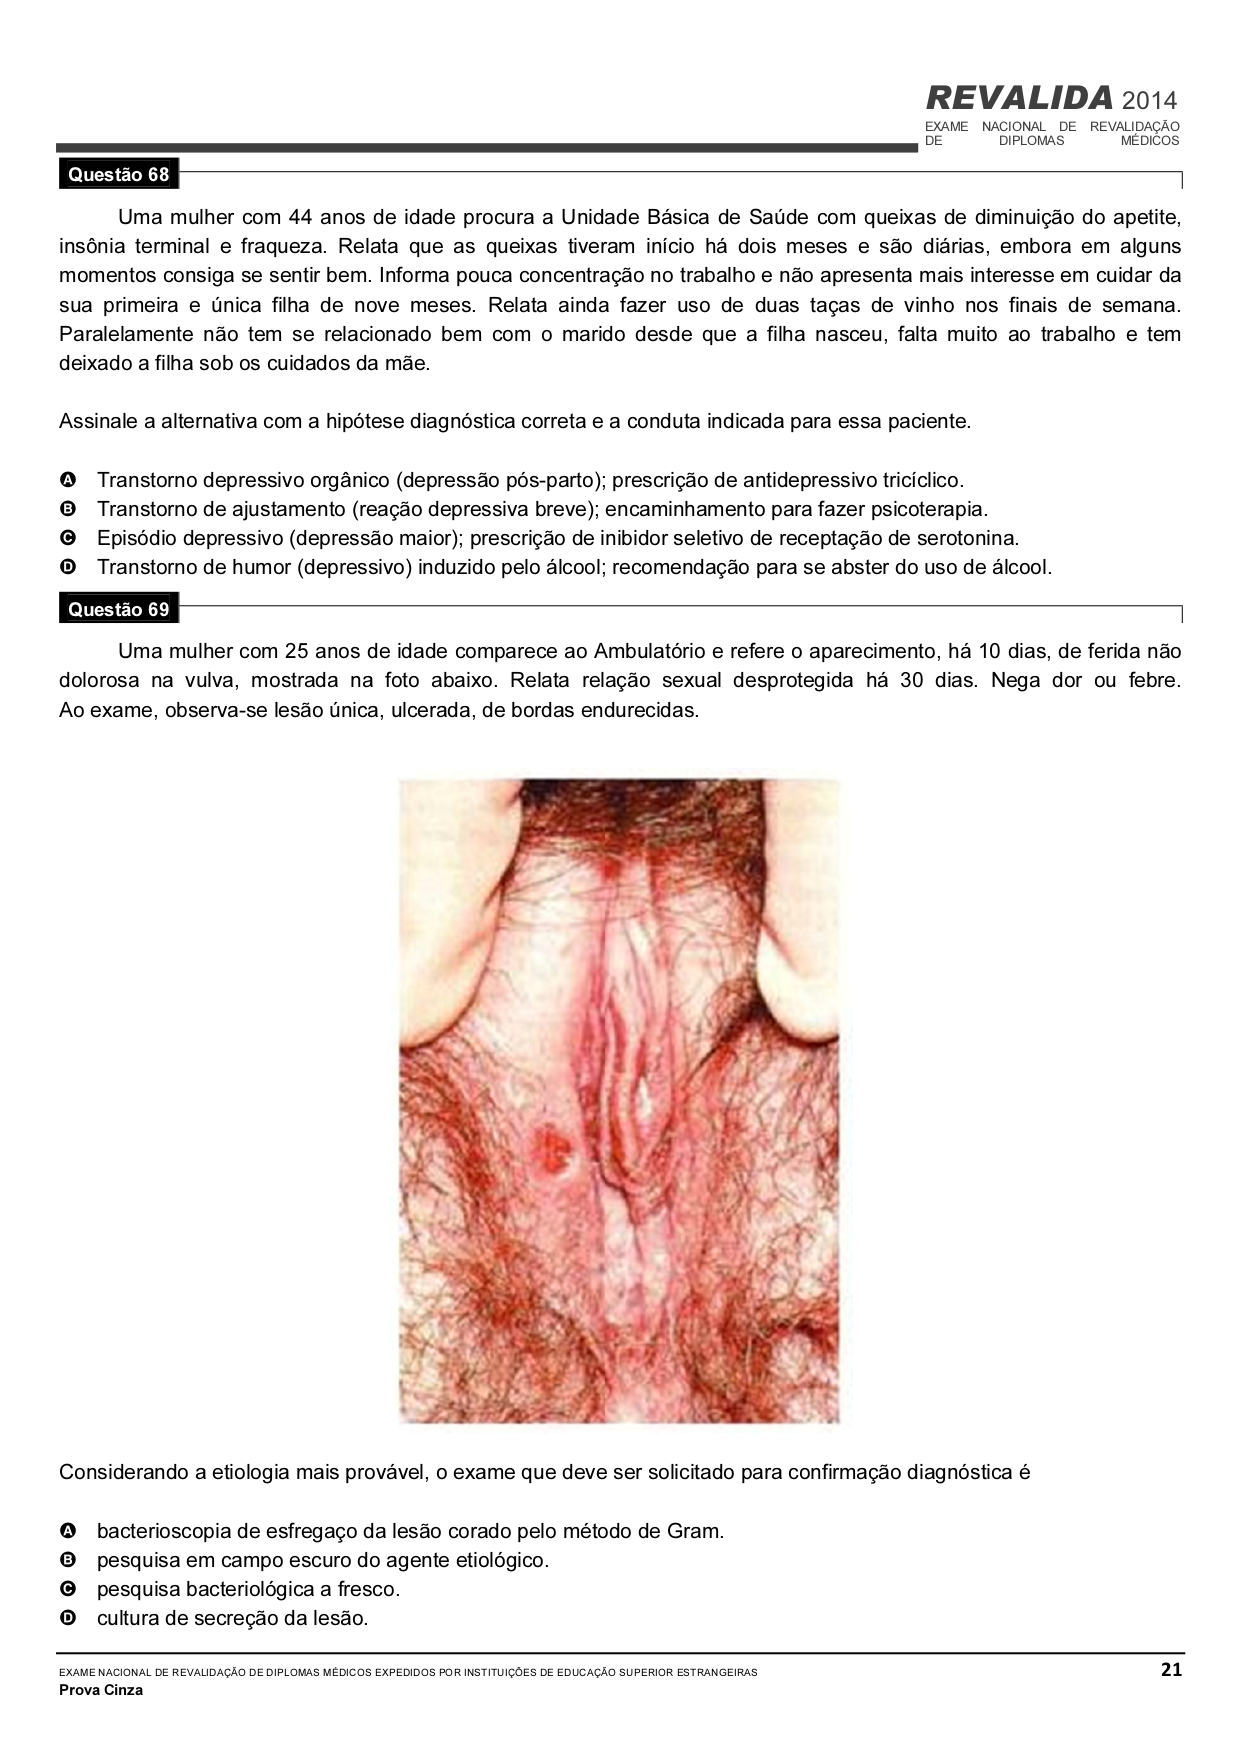 REVALIDA 2014
EXAME NACIONAL DE REVALIDAÇÃO
DE DIPLOMAS MÉDICOS
Questão 68
Uma mulher com 44 anos de idade procura a Unidade Básica de Saúde com queixas de diminuição do apetite,
insônia terminal e fraqueza. Relata que as queixas tiveram início há dois meses e são diárias, embora em alguns
momentos consiga se sentir bem. Informa pouca concentração no trabalho e não apresenta mais interesse em cuidar da
sua primeira e única filha de nove meses. Relata ainda fazer uso de duas taças de vinho nos finais de semana.
Paralelamente não tem se relacionado bem com o marido desde que a filha nasceu, falta muito ao trabalho e tem
deixado a filha sob os cuidados da mãe.
Assinale a alternativa com a hipótese diagnóstica correta e a conduta indicada para essa paciente.
A Transtorno depressivo orgânico (depressão pós-parto); prescrição de antidepressivo tricíclico.
B Transtorno de ajustamento (reação depressiva breve); encaminhamento para fazer psicoterapia.
C Episódio depressivo (depressão maior); prescrição de inibidor seletivo de receptação de serotonina.
D Transtorno de humor (depressivo) induzido pelo álcool; recomendação para se abster do uso de álcool.
Questão 69
Uma mulher com 25 anos de idade comparece ao Ambulatório e refere o aparecimento, há 10 dias, de ferida não
dolorosa na vulva, mostrada na foto abaixo. Relata relação sexual desprotegida há 30 dias. Nega dor ou febre.
Ao exame, observa-se lesão única, ulcerada, de bordas endurecidas.
Considerando a etiologia mais provável, o exame que deve ser solicitado para confirmação diagnóstica é
A bacterioscopia de esfregaço da lesão corado pelo método de Gram.
B pesquisa em campo escuro do agente etiológico.
C pesquisa bacteriológica a fresco.
D cultura de secreção da lesão.
EXAME NACIONAL DE REVALIDAÇÃO DE DIPLOMAS MÉDICOS EXPEDIDOS POR INSTITUIÇÕES DE EDUCAÇÃO SUPERIOR ESTRANGEIRAS 21
Prova Cinza